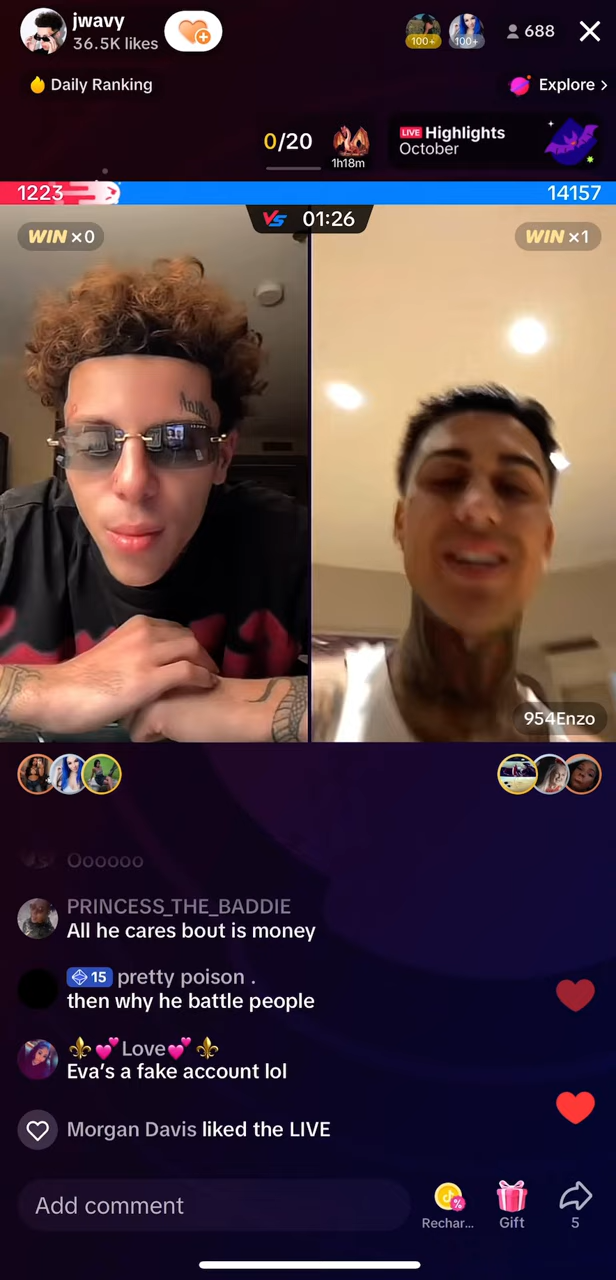 jwavy
36.5K likes
100+
100+
688
Daily Ranking
Explore >
0/20
1h18m
LIVE Highlights
October
1223
14157
VS 01:26
WIN ×0
WIN ×1
954Enzo
Oooooo
PRINCESS_THE_BADDIE
All he cares bout is money
15 pretty poison .
then why he battle people
⚜️💕Love💕⚜️
Eva's a fake account lol
Morgan Davis liked the LIVE
Add comment
Rechar...
Gift
5